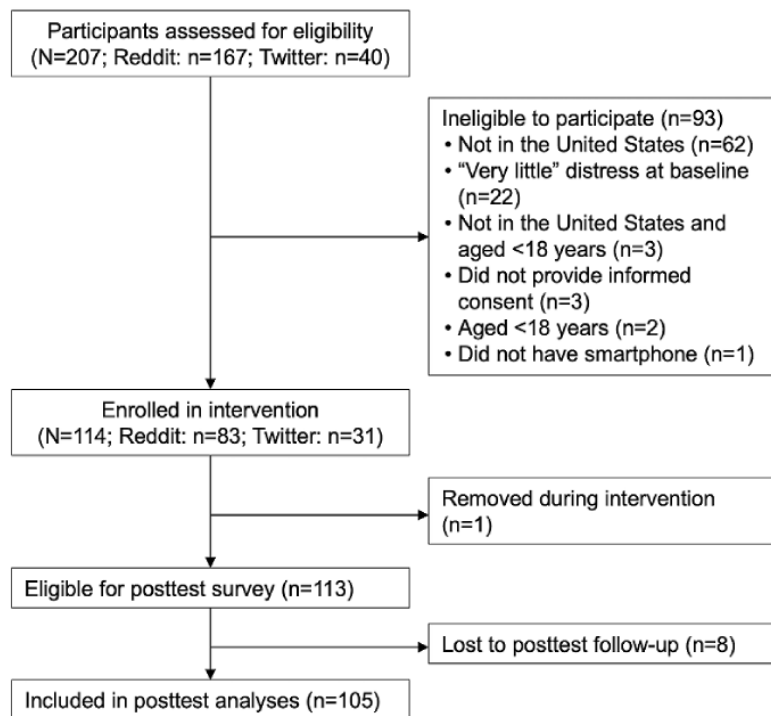 Participants assessed for eligibility
(N=207; Reddit: n=167; Twitter: n=40)
Ineligible to participate (n=93)
• Not in the United States (n=62)
• “Very little” distress at baseline
(n=22)
• Not in the United States and
aged <18 years (n=3)
• Did not provide informed
consent (n=3)
• Aged <18 years (n=2)
• Did not have smartphone (n=1)
Enrolled in intervention
(N=114; Reddit: n=83; Twitter: n=31)
Removed during intervention
(n=1)
Eligible for posttest survey (n=113)
Lost to posttest follow-up (n=8)
Included in posttest analyses (n=105)